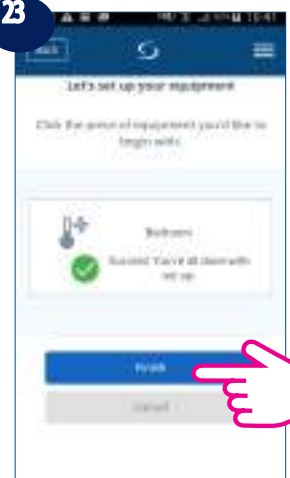 23
Let's set up your equipment
Click the piece of equipment you'd like to
begin with:
Bedroom
Success! You're all done with
set up.
Finish
Cancel